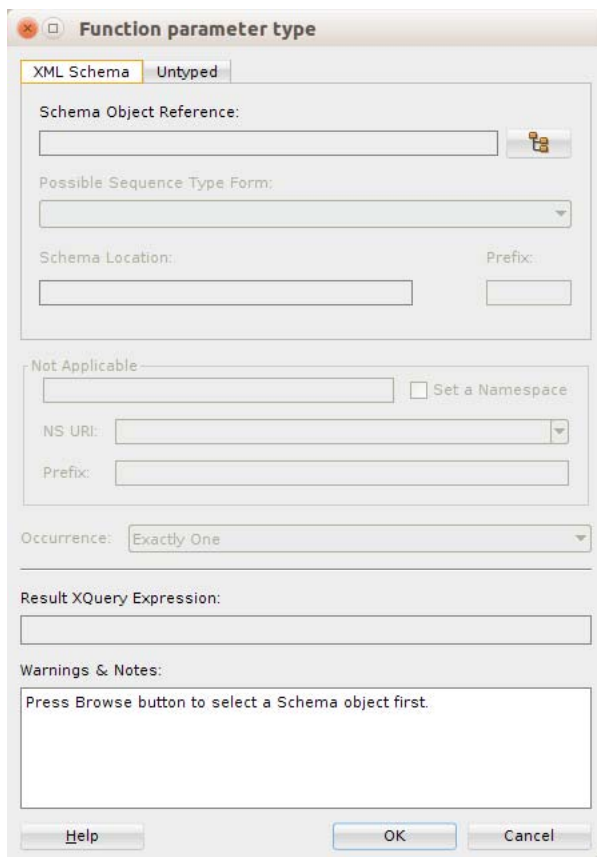 Function parameter type
XML Schema Untyped
Schema Object Reference:
Possible Sequence Type Form:
Schema Location: Prefix:
Not Applicable
Set a Namespace
NS URI:
Prefix:
Occurrence: Exactly One
Result XQuery Expression:
Warnings & Notes:
Press Browse button to select a Schema object first.
Help OK Cancel